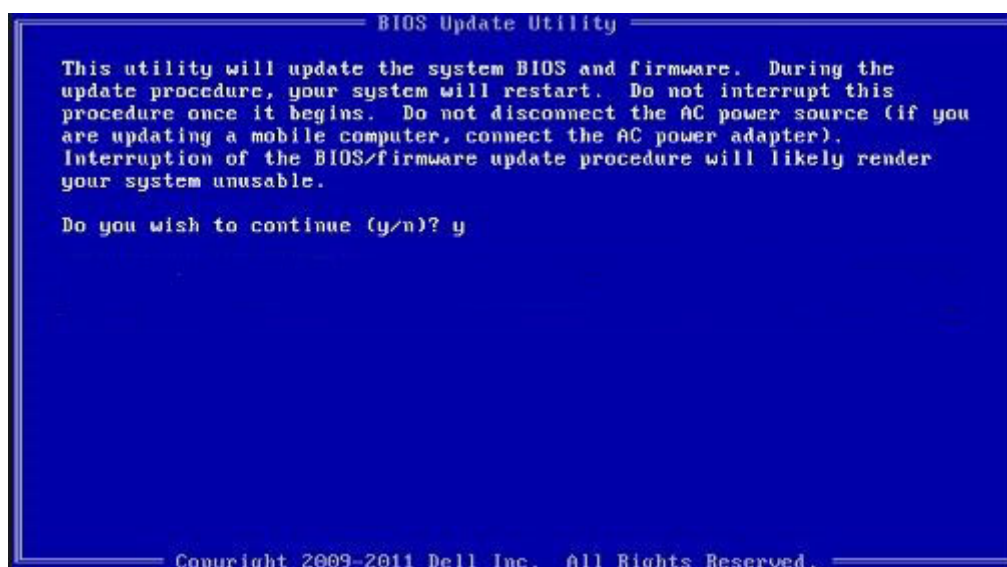 BIOS Update Utility
This utility will update the system BIOS and firmware. During the
update procedure, your system will restart. Do not interrupt this
procedure once it begins. Do not disconnect the AC power source (if you
are updating a mobile computer, connect the AC power adapter).
Interruption of the BIOS/firmware update procedure will likely render
your system unusable.
Do you wish to continue (y/n)? y
Copyright 2009-2011 Dell Inc. All Rights Reserved.